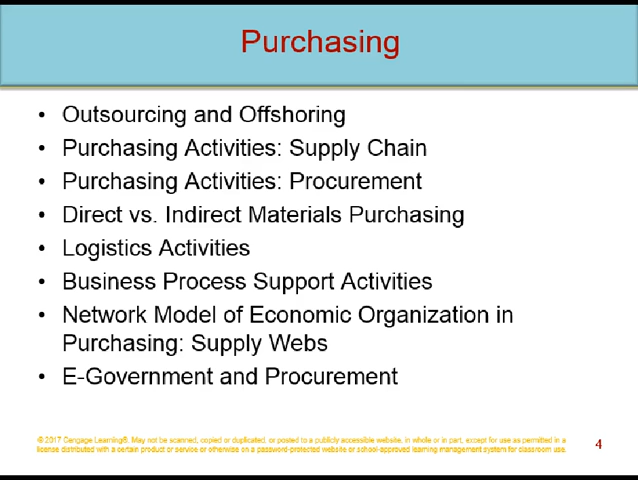 Purchasing
• Outsourcing and Offshoring
• Purchasing Activities: Supply Chain
• Purchasing Activities: Procurement
• Direct vs. Indirect Materials Purchasing
• Logistics Activities
• Business Process Support Activities
• Network Model of Economic Organization in
Purchasing: Supply Webs
• E-Government and Procurement
© 2017 Cengage Learning®. May not be scanned, copied or duplicated, or posted to a publicly accessible website, in whole or in part, except for use as permitted in a
license distributed with a certain product or service or otherwise on a password-protected website or school-approved learning management system for classroom use.
4